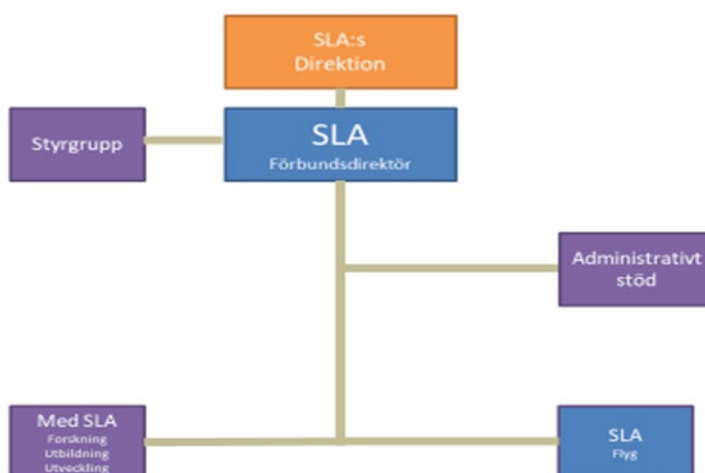 SLA:s
Direktion
Styrgrupp
SLA
Förbundsdirektör
Administrativt
stöd
Med SLA
Forskning
Utbildning
Utveckling
SLA
Flyg